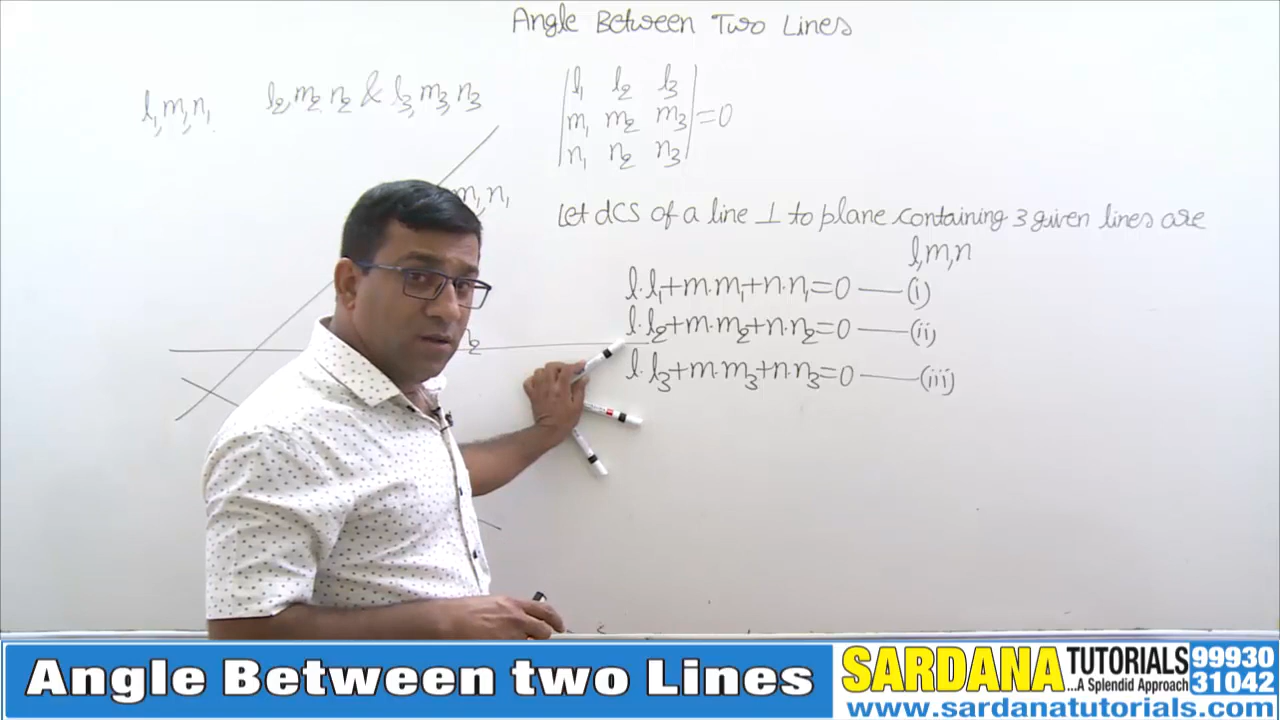 Angle Between Two Lines
l₁, m₁, n₁ l₂, m₂ n₂ & l₃, m₃, n₃
l₁ l₂ l₃
m₁ m₂ m₃ =0
n₁ n₂ n₃
m₁, n₁
Let dCS of a line ⊥ to plane containing 3 given lines are
l, m, n
l·l₁+m·m₁+n·n₁=0 — (i)
l·l₂+m·m₂+n·n₂=0 — (ii)
l·l₃+m·m₃+n·n₃=0 — (iii)
Angle Between two Lines
SARDANA TUTORIALS 99930
...A Splendid Approach 31042
www.sardanatutorials.com